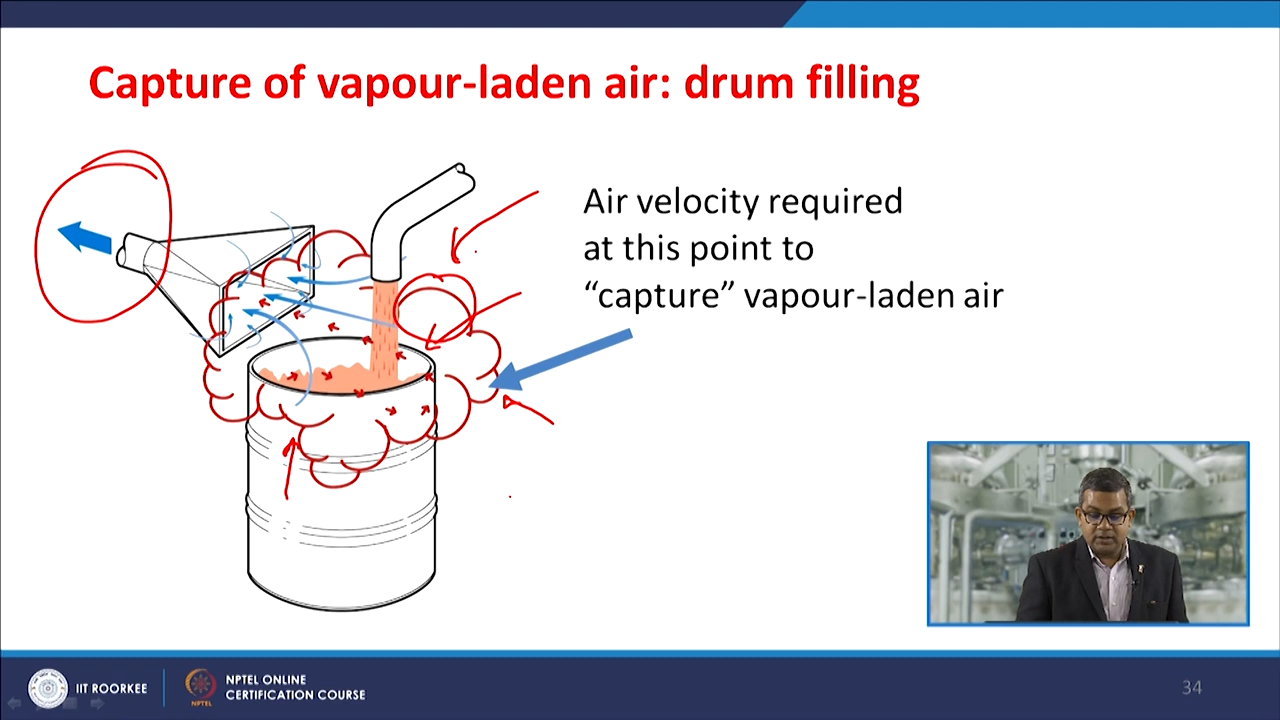 Capture of vapour-laden air: drum filling
Air velocity required
at this point to
“capture” vapour-laden air
IIT ROORKEE
NPTEL
NPTEL ONLINE
CERTIFICATION COURSE
34